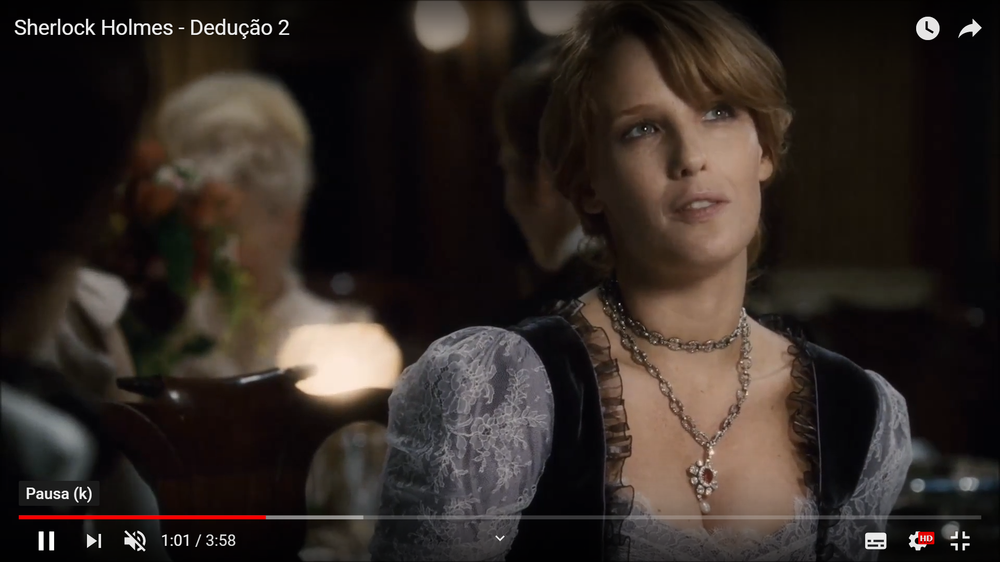 Sherlock Holmes - Dedução 2
Pausa (k)
1:01 / 3:58
HD